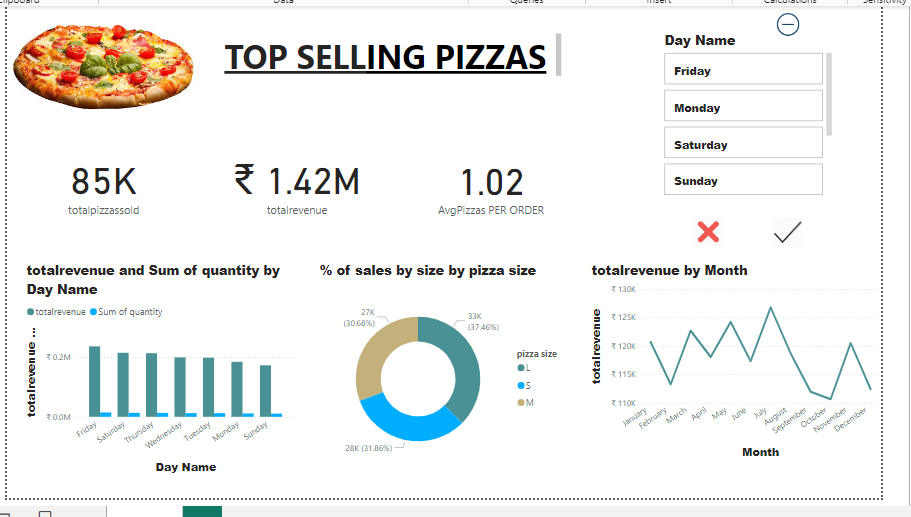 Data
Queries
Insert
Calculations
Sensitivity
TOP SELLING PIZZAS
Day Name
Friday
Monday
Saturday
Sunday
85K
totalpizzassold
₹ 1.42M
totalrevenue
1.02
AvgPizzas PER ORDER
totalrevenue and Sum of quantity by
Day Name
totalrevenue Sum of quantity
totalrevenue ...
₹ 0.2M
₹ 0.0M
Friday
Saturday
Thursday
Wednesday
Tuesday
Monday
Sunday
Day Name
% of sales by size by pizza size
27K
(30.68%)
33K
(37.46%)
28K (31.86%)
pizza size
L
S
M
totalrevenue by Month
totalrevenue
₹ 130K
₹ 125K
₹ 120K
₹ 115K
₹ 110K
January
February
March
April
May
June
July
August
September
October
November
December
Month